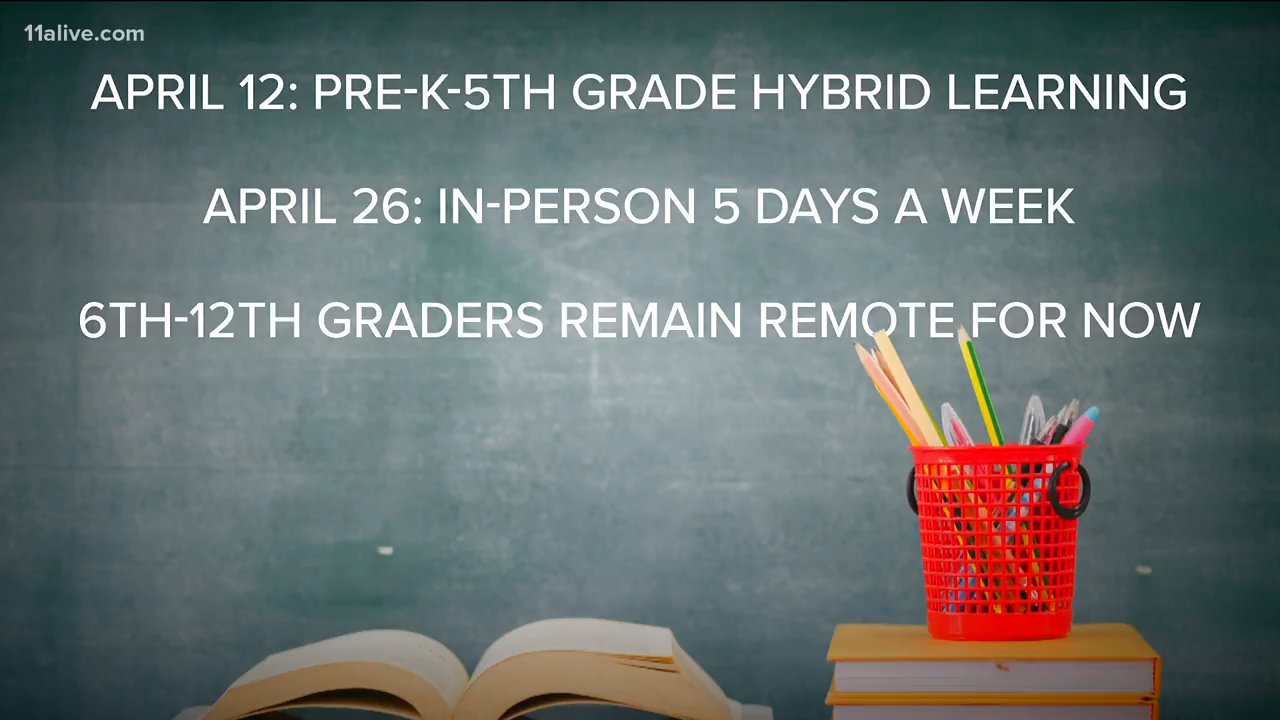 11alive.com
APRIL 12: PRE-K-5TH GRADE HYBRID LEARNING
APRIL 26: IN-PERSON 5 DAYS A WEEK
6TH-12TH GRADERS REMAIN REMOTE FOR NOW